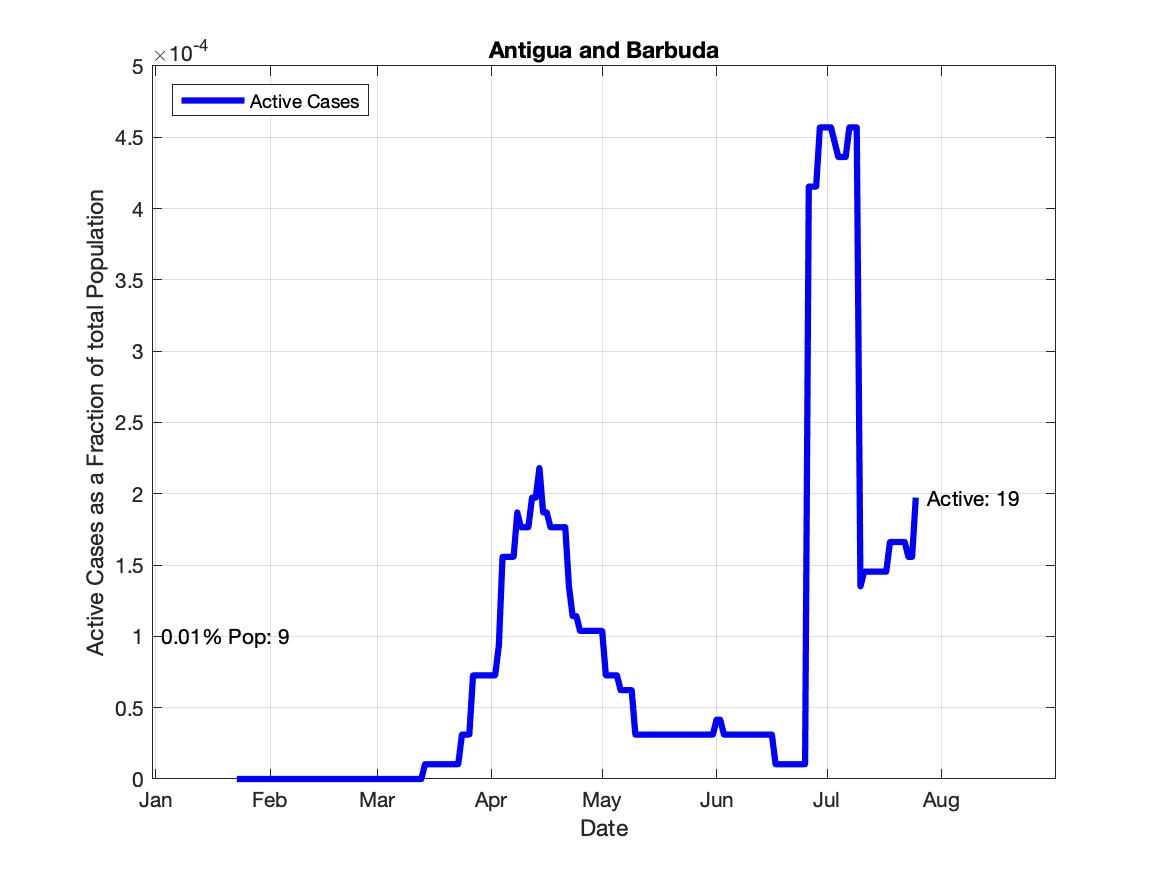 Antigua and Barbuda
×10-4
5
4.5
4
3.5
3
2.5
2
1.5
1
0.5
0
Active Cases as a Fraction of total Population
Active Cases
Active: 19
0.01% Pop: 9
Jan Feb Mar Apr May Jun Jul Aug
Date